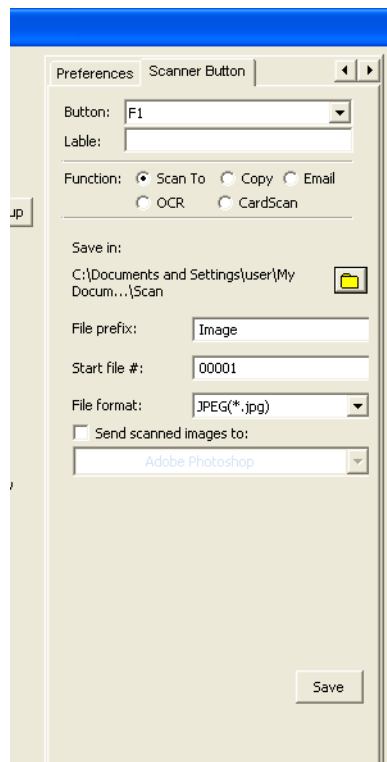 Preferences Scanner Button
Button: F1
Lable:
Function: Scan To Copy Email
OCR CardScan
up
Save in:
C:\Documents and Settings\user\My
Docum...\Scan
File prefix: Image
Start file #: 00001
File format: JPEG(*.jpg)
Send scanned images to:
Adobe Photoshop
Save